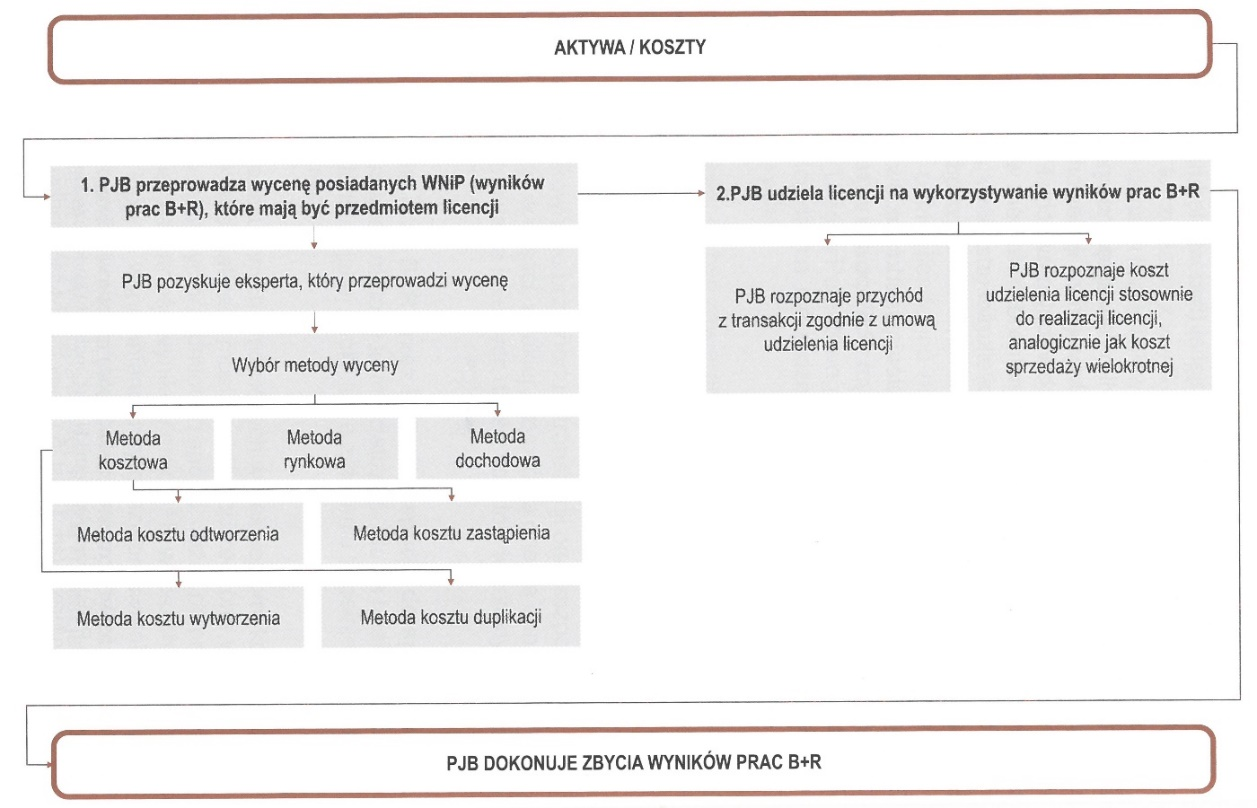 AKTYWA / KOSZTY
1. PJB przeprowadza wycenę posiadanych WNiP (wyników
prac B+R), które mają być przedmiotem licencji
PJB pozyskuje eksperta, który przeprowadzi wycenę
Wybór metody wyceny
Metoda
kosztowa
Metoda
rynkowa
Metoda
dochodowa
Metoda kosztu odtworzenia
Metoda kosztu zastąpienia
Metoda kosztu wytworzenia
Metoda kosztu duplikacji
2.PJB udziela licencji na wykorzystywanie wyników prac B+R
PJB rozpoznaje przychód
z transakcji zgodnie z umową
udzielenia licencji
PJB rozpoznaje koszt
udzielenia licencji stosownie
do realizacji licencji,
analogicznie jak koszt
sprzedaży wielokrotnej
PJB DOKONUJE ZBYCIA WYNIKÓW PRAC B+R